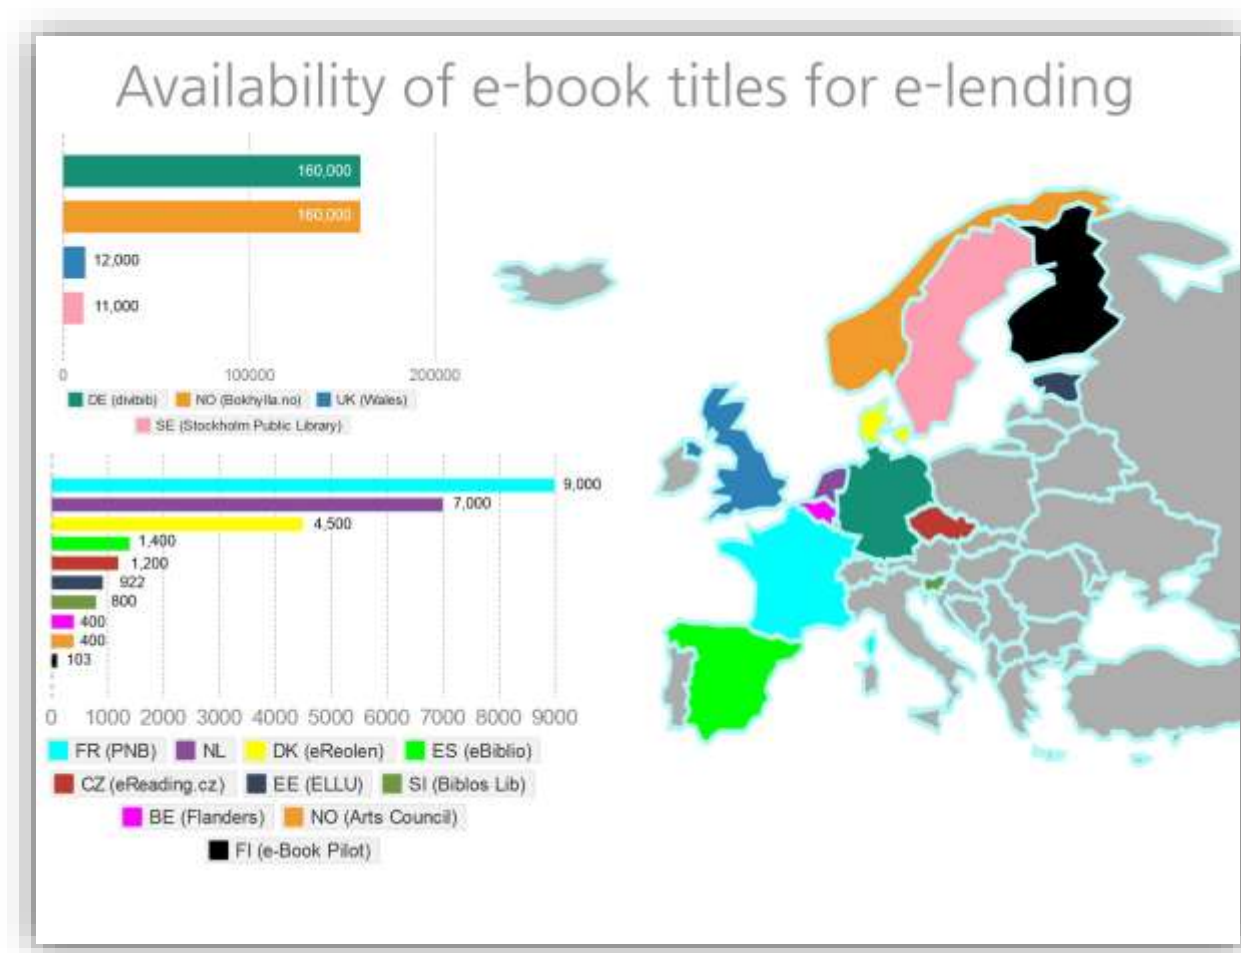 Availability of e-book titles for e-lending
160,000
160,000
12,000
11,000
0 100000 200000
DE (divibib) NO (Bokhylla.no) UK (Wales)
SE (Stockholm Public Library)
9,000
7,000
4,500
1,400
1,200
922
800
400
400
103
0 1000 2000 3000 4000 5000 6000 7000 8000 9000
FR (PNB) NL DK (eReolen) ES (eBiblio)
CZ (eReading.cz) EE (ELLU) SI (Biblos Lib)
BE (Flanders) NO (Arts Council)
FI (e-Book Pilot)